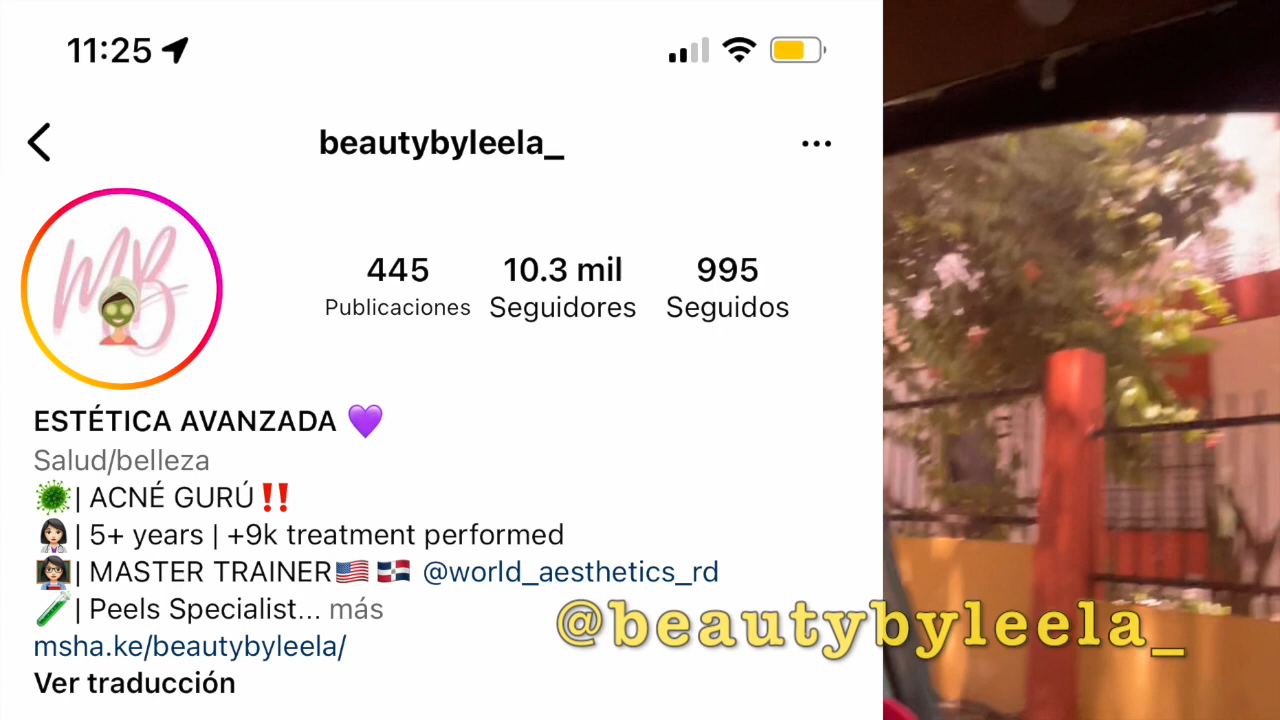 11:25
beautybyleela_
MB
445
10.3 mil
995
Publicaciones
Seguidores
Seguidos
ESTÉTICA AVANZADA 💜
Salud/belleza
🦠| ACNÉ GURÚ‼️
👩🏻‍⚕️| 5+ years | +9k treatment performed
👩🏻‍🏫| MASTER TRAINER🇺🇸🇩🇴 @world_aesthetics_rd
🧪| Peels Specialist... más
msha.ke/beautybyleela/
Ver traducción
@beautybyleela_